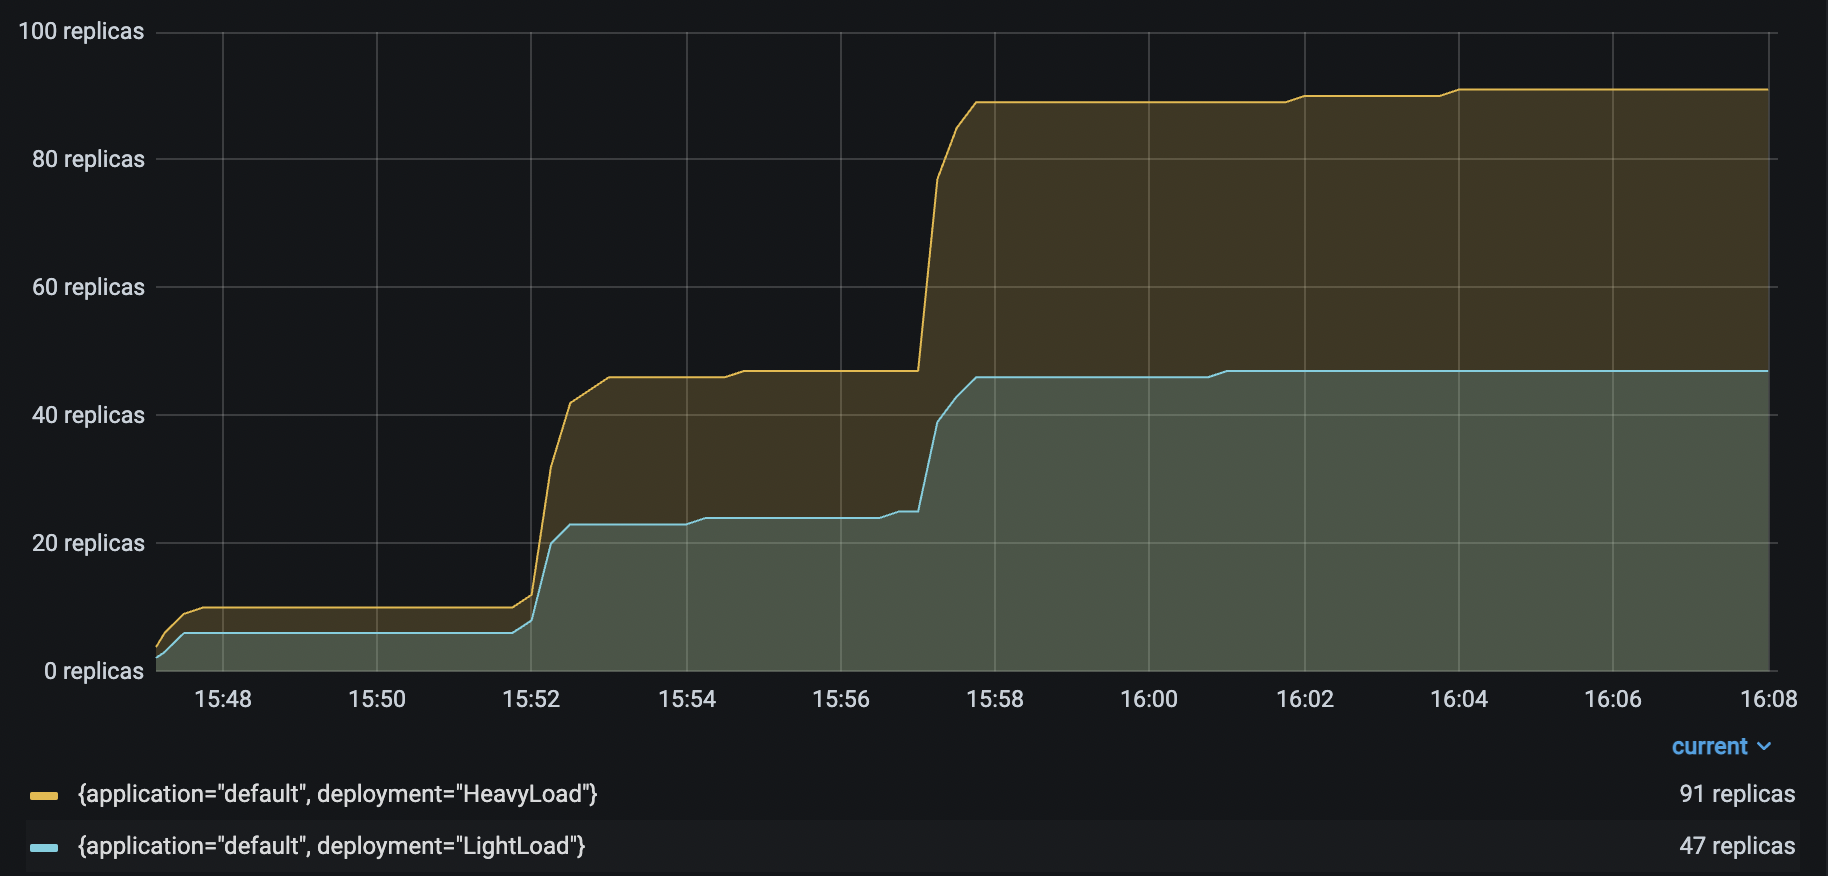 100 replicas
80 replicas
60 replicas
40 replicas
20 replicas
0 replicas
15:48 15:50 15:52 15:54 15:56 15:58 16:00 16:02 16:04 16:06 16:08
current
{application="default", deployment="HeavyLoad"} 91 replicas
{application="default", deployment="LightLoad"} 47 replicas